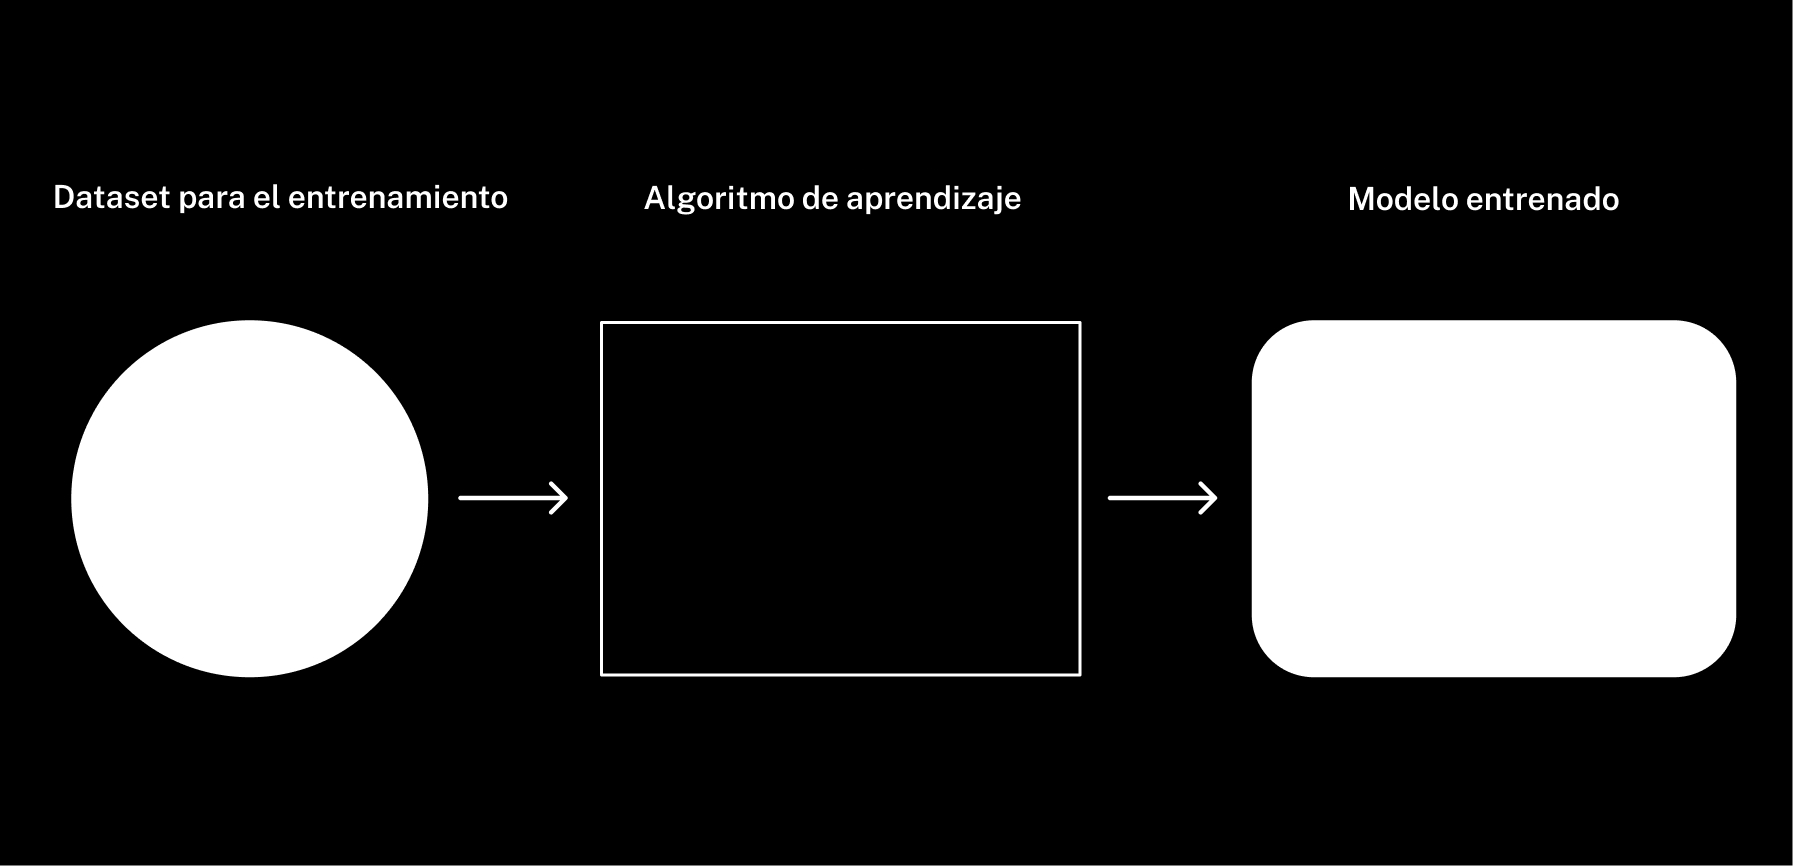 Dataset para el entrenamiento
Algoritmo de aprendizaje
Modelo entrenado